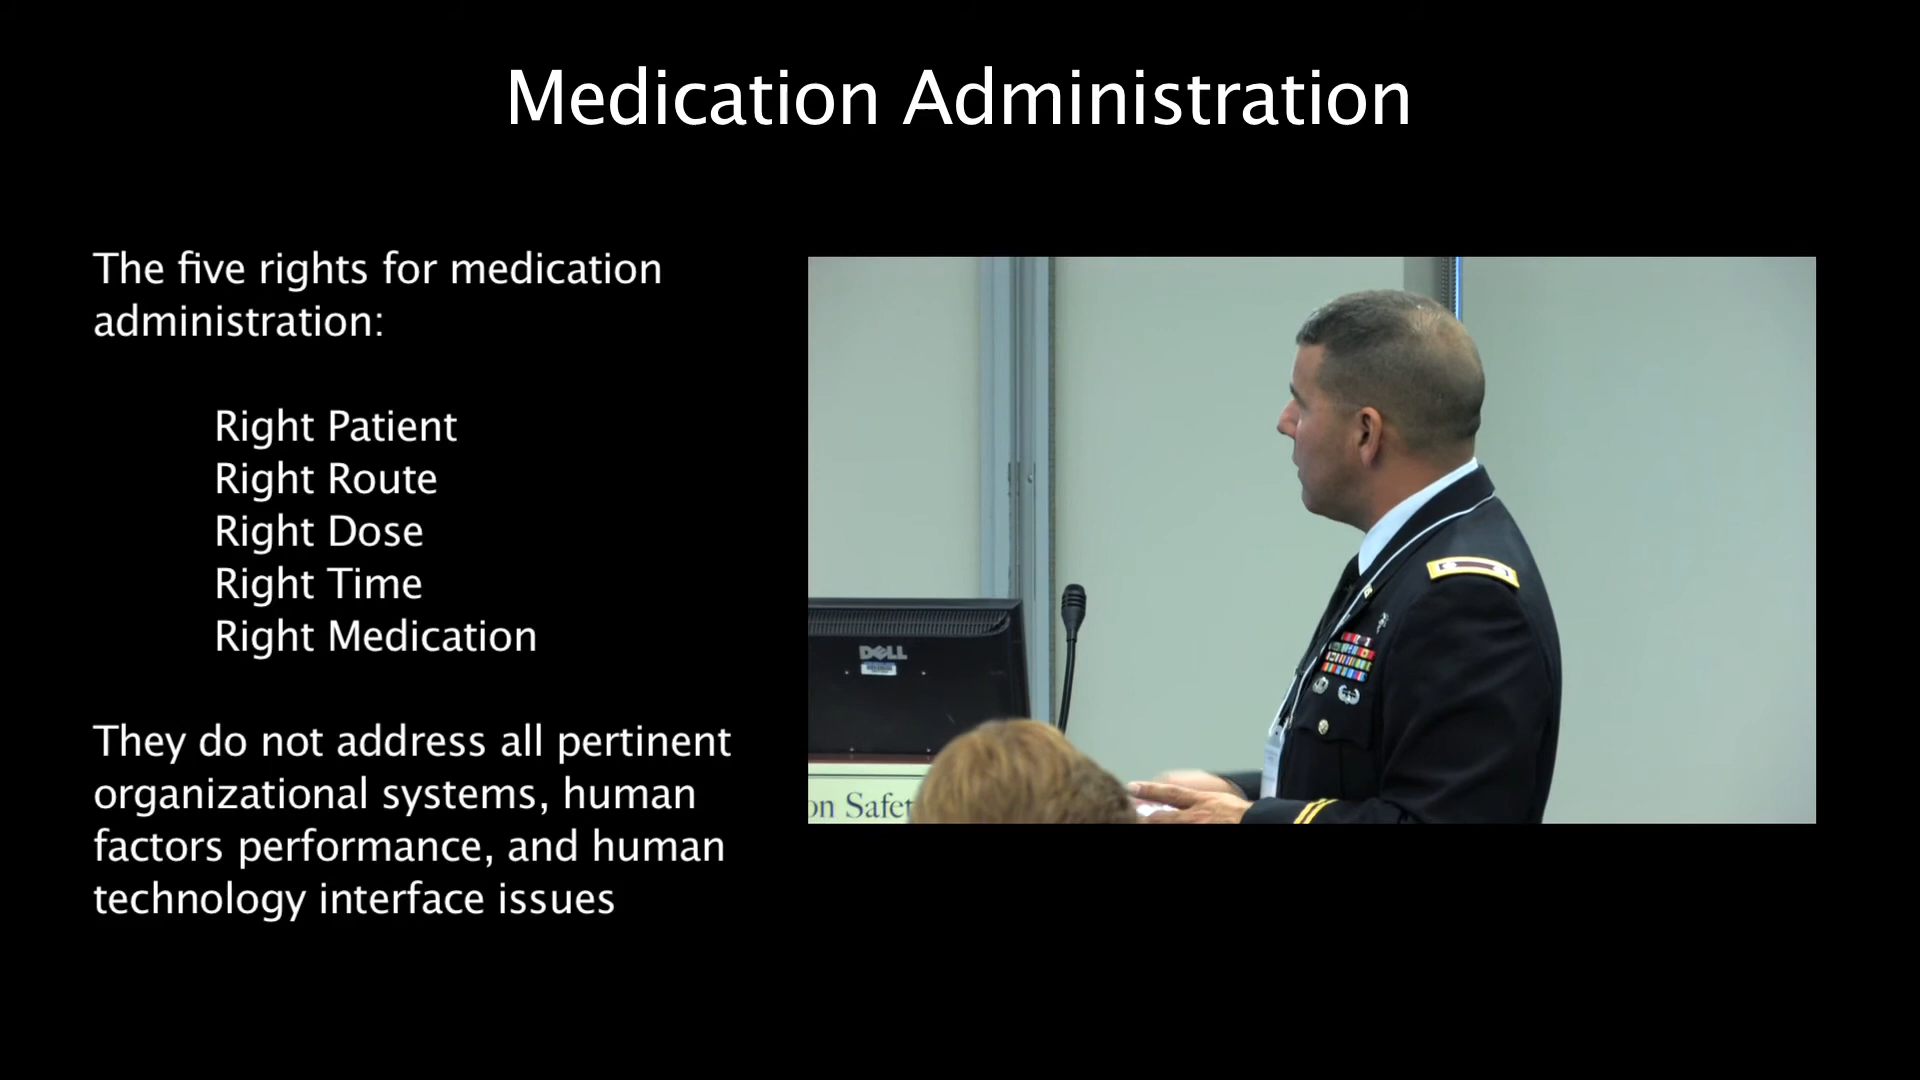 Medication Administration
The five rights for medication
administration:
Right Patient
Right Route
Right Dose
Right Time
Right Medication
They do not address all pertinent
organizational systems, human
factors performance, and human
technology interface issues
DELL
on Safet